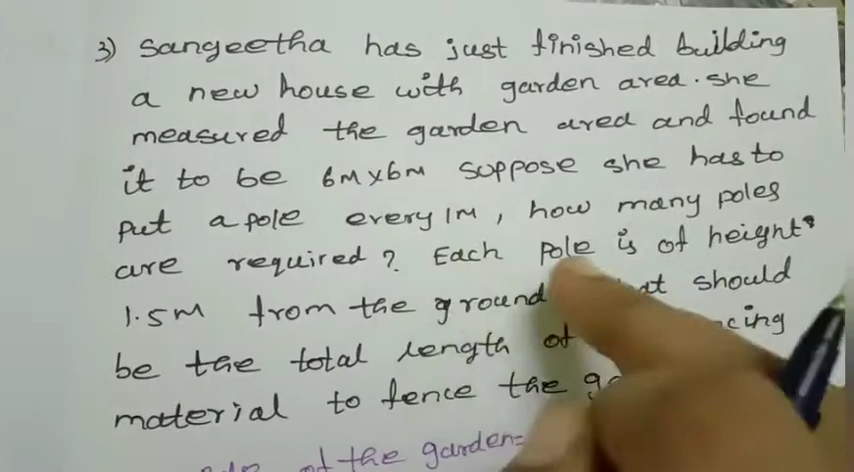 3) Sangeetha has just finished building
a new house with garden area. she
measured the garden area and found
it to be 6M x 6M suppose she has to
put a pole every 1M, how many poles
are required? Each pole is of height
1.5M from the ground at should
be the total length of cing
material to fence the
of the garden=